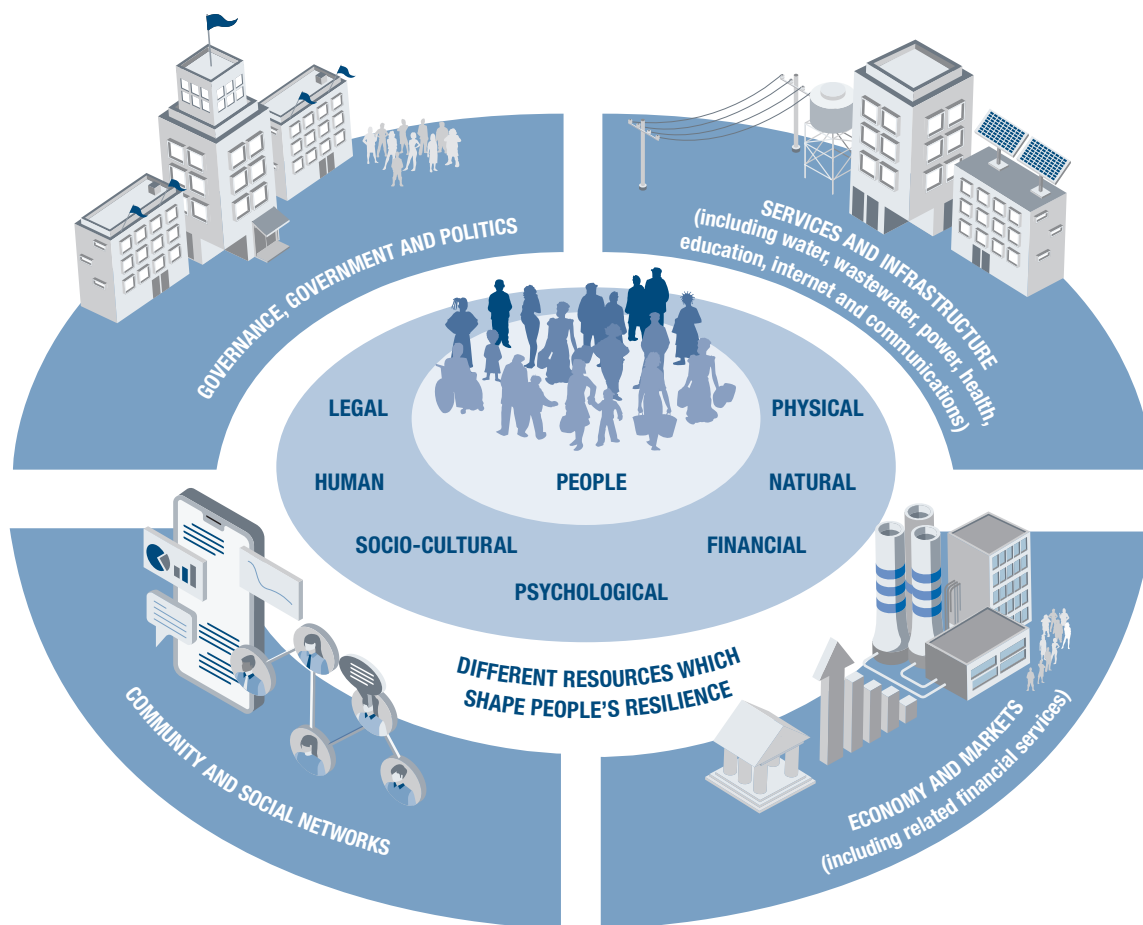 GOVERNANCE, GOVERNMENT AND POLITICS
SERVICES AND INFRASTRUCTURE
(including water, wastewater, power, health,
education, internet and communications)
LEGAL
PHYSICAL
HUMAN
PEOPLE
NATURAL
SOCIO-CULTURAL
FINANCIAL
PSYCHOLOGICAL
DIFFERENT RESOURCES WHICH
SHAPE PEOPLE'S RESILIENCE
COMMUNITY AND SOCIAL NETWORKS
ECONOMY AND MARKETS
(including related financial services)